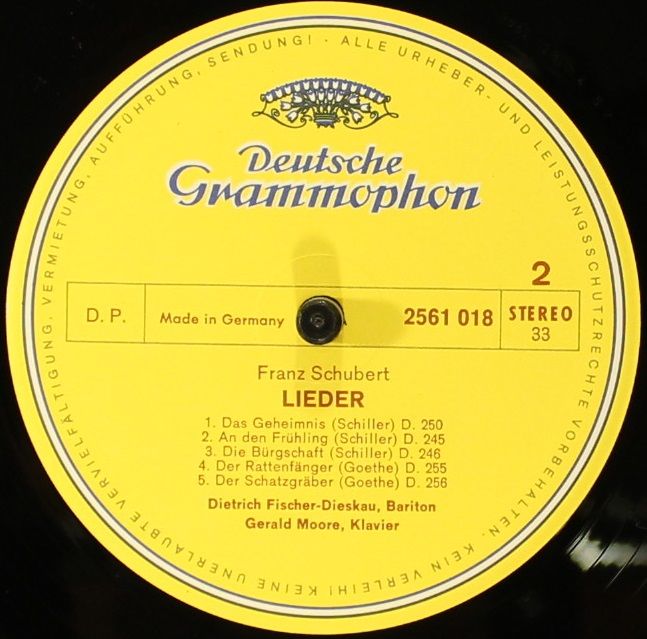 ALLE URHEBER- UND LEISTUNGSSCHUTZRECHTE VORBEHALTEN. KEIN VERLEIH! KEINE UNERLAUBTE VERVIELFÄLTIGUNG, VERMIETUNG, AUFFÜHRUNG, SENDUNG! ·
Deutsche
Grammophon
2
D. P.
Made in Germany
2561 018
STEREO
33
Franz Schubert
LIEDER
1. Das Geheimnis (Schiller) D. 250
2. An den Frühling (Schiller) D. 245
3. Die Bürgschaft (Schiller) D. 246
4. Der Rattenfänger (Goethe) D. 255
5. Der Schatzgräber (Goethe) D. 256
Dietrich Fischer-Dieskau, Bariton
Gerald Moore, Klavier